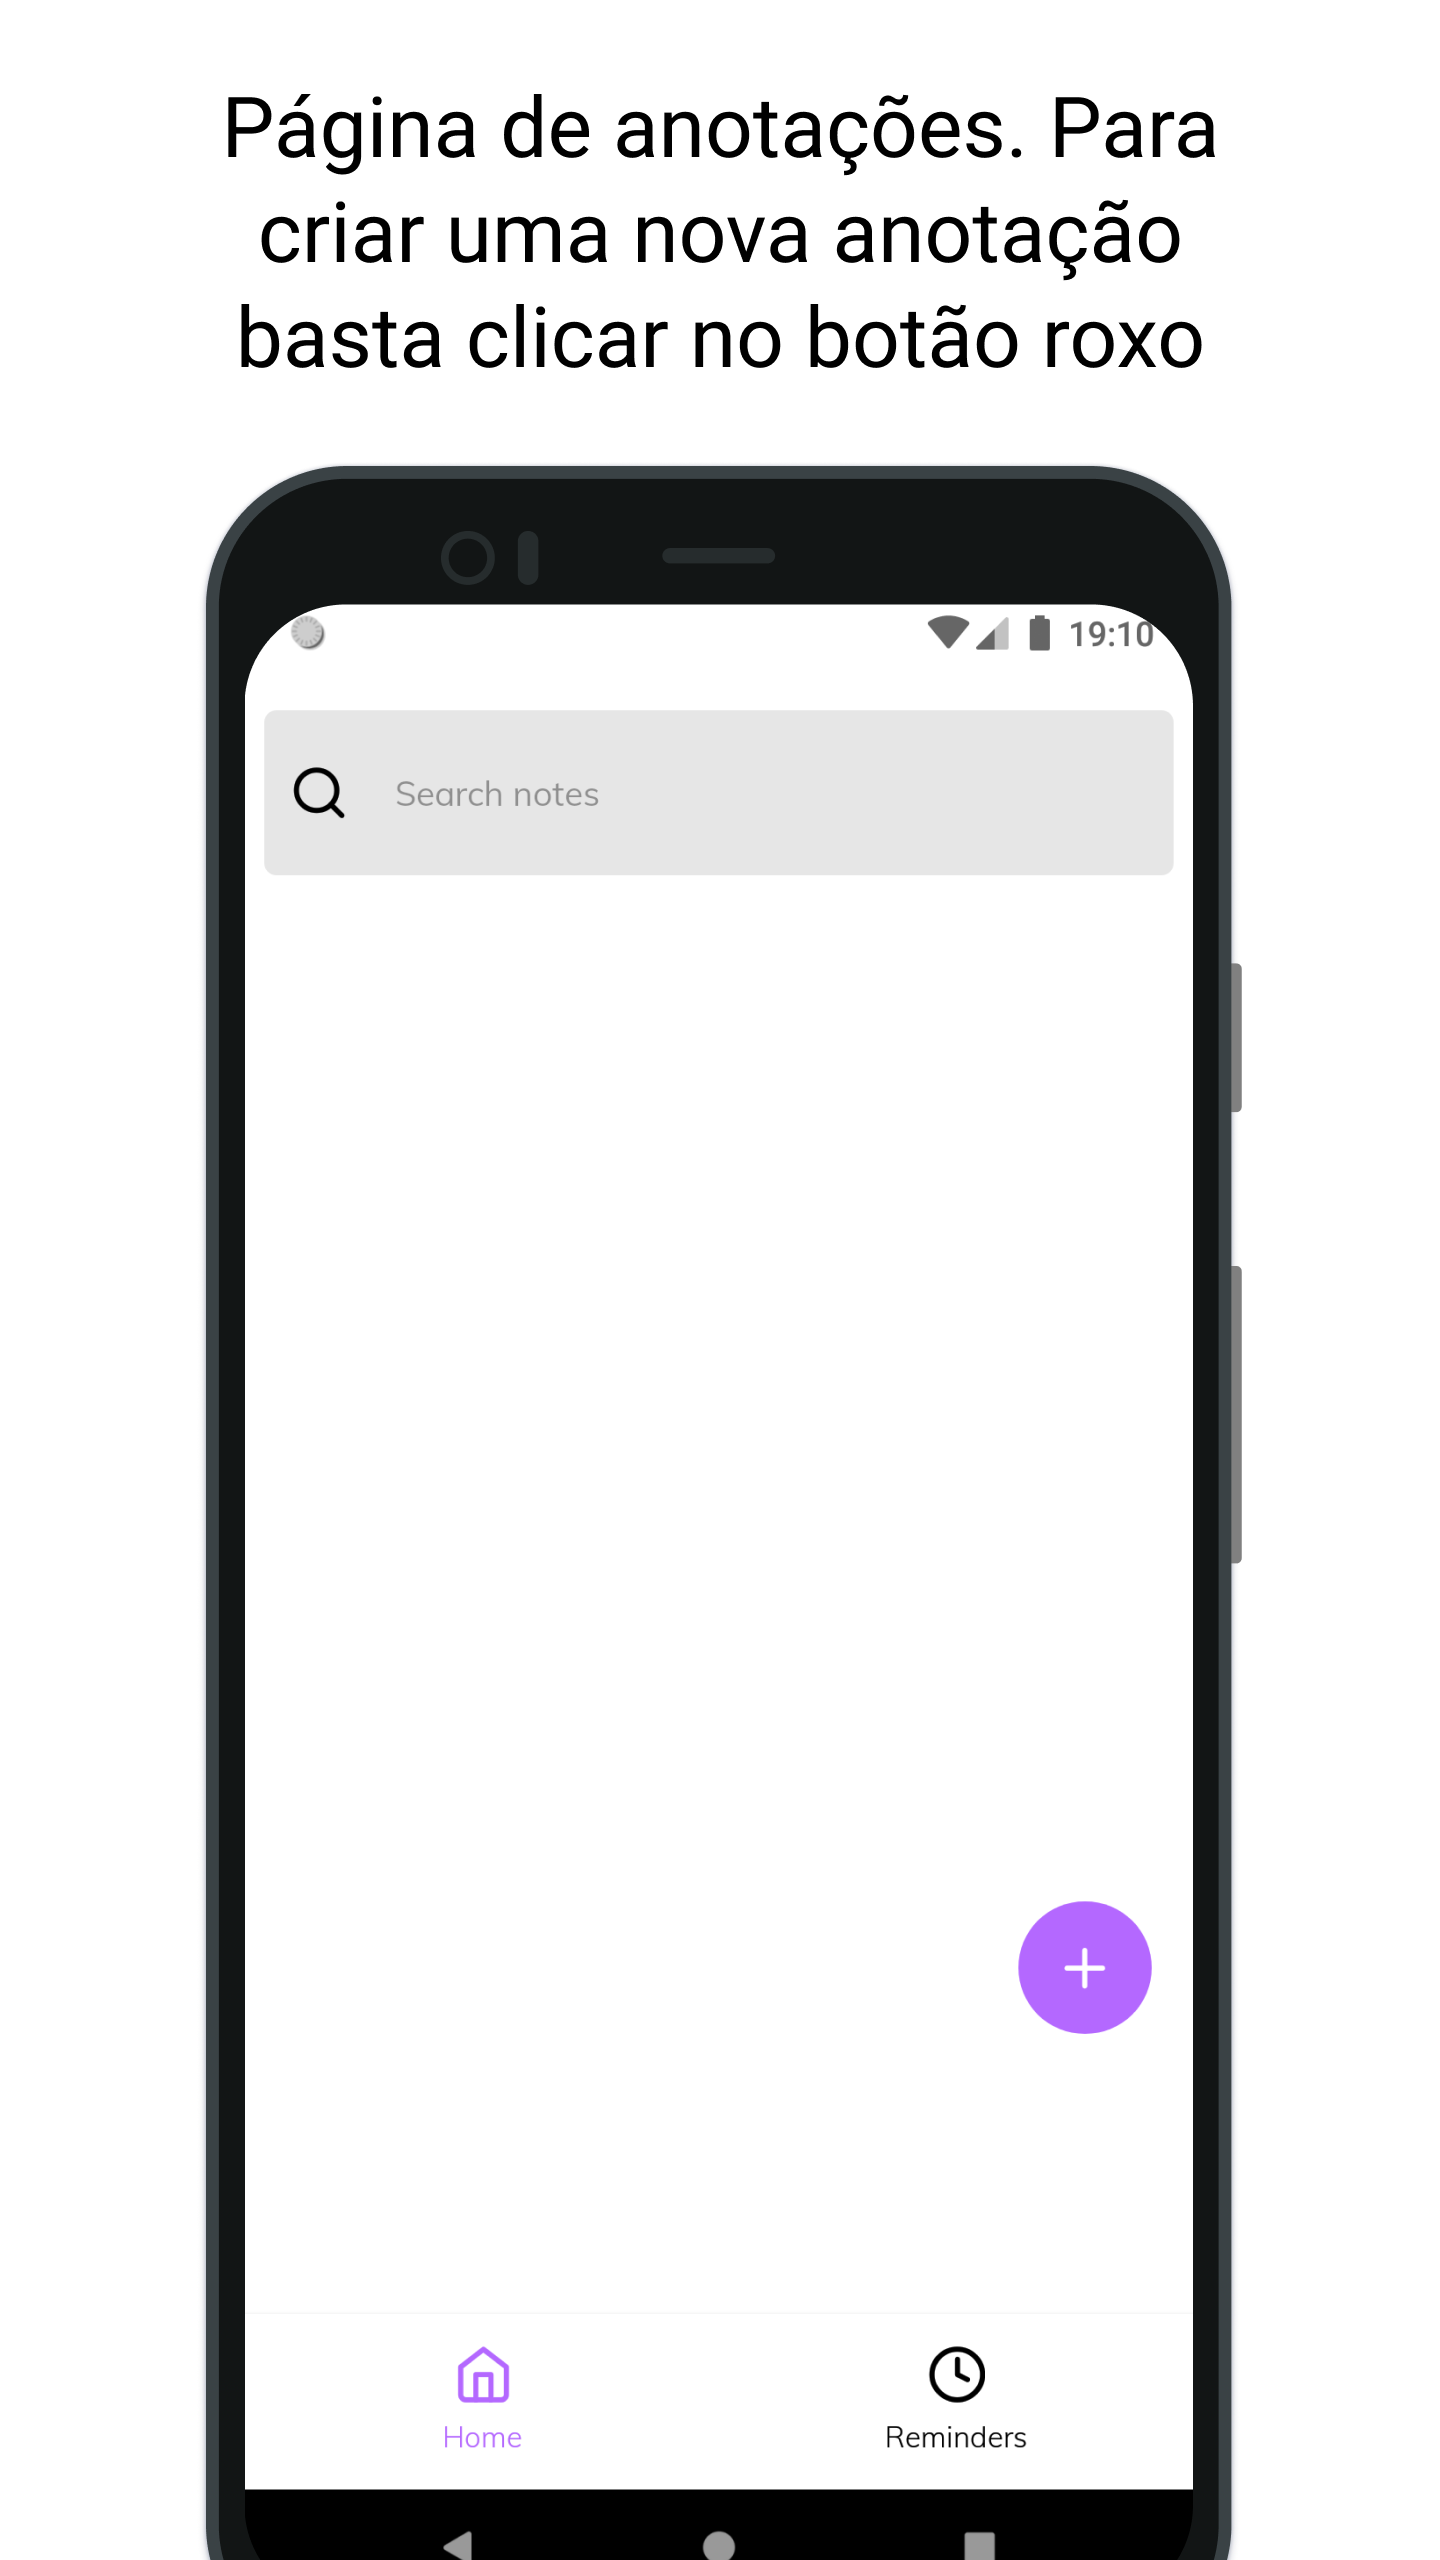 Página de anotações. Para
criar uma nova anotação
basta clicar no botão roxo
19:10
Search notes
Home
Reminders